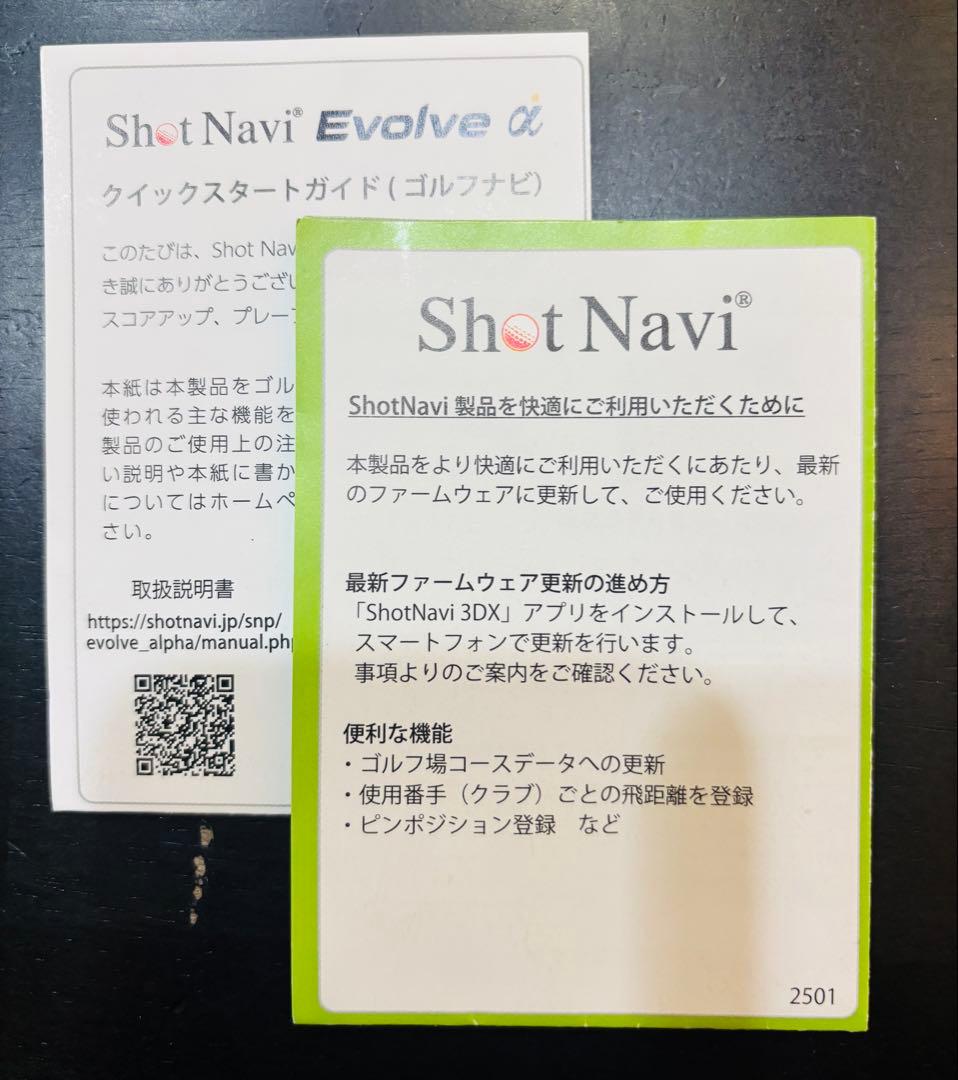 Shot Navi® Evolve α
クイックスタートガイド(ゴルフナビ)
このたびは、Shot Nav
き誠にありがとうござい
スコアアップ、プレー
本紙は本製品をゴル
使われる主な機能を
製品のご使用上の注
い説明や本紙に書か
についてはホームペ
さい。
取扱説明書
https://shotnavi.jp/snp/
evolve_alpha/manual.php
Shot Navi®
ShotNavi 製品を快適にご利用いただくために
本製品をより快適にご利用いただくにあたり、最新
のファームウェアに更新して、ご使用ください。
最新ファームウェア更新の進め方
「ShotNavi 3DX」アプリをインストールして、
スマートフォンで更新を行います。
事項よりのご案内をご確認ください。
便利な機能
・ゴルフ場コースデータへの更新
・使用番手（クラブ）ごとの飛距離を登録
・ピンポジション登録　など
2501